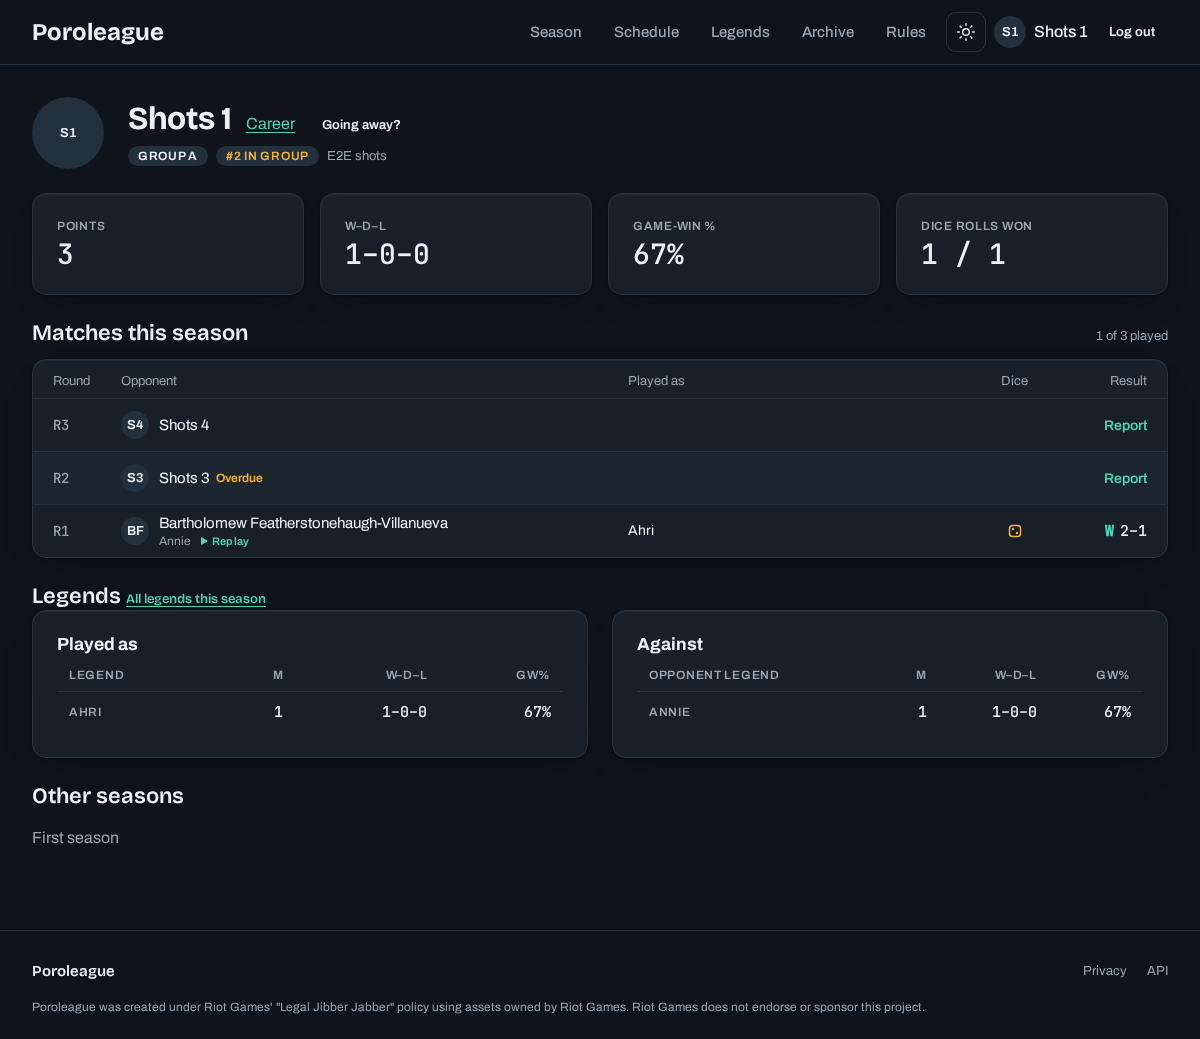 Poroleague Season Schedule Legends Archive Rules S1 Shots 1 Log out
S1 Shots 1 Career Going away?
GROUP A #2 IN GROUP E2E shots
POINTS W–D–L GAME-WIN % DICE ROLLS WON
3 1–0–0 67% 1 / 1
Matches this season 1 of 3 played
Round Opponent Played as Dice Result
R3 S4 Shots 4 Report
R2 S3 Shots 3 Overdue Report
R1 BF Bartholomew Featherstonehaugh-Villanueva Ahri W 2–1
Annie Replay
Legends All legends this season
Played as Against
LEGEND M W–D–L GW% OPPONENT LEGEND M W–D–L GW%
AHRI 1 1–0–0 67% ANNIE 1 1–0–0 67%
Other seasons
First season
Poroleague Privacy API
Poroleague was created under Riot Games' "Legal Jibber Jabber" policy using assets owned by Riot Games. Riot Games does not endorse or sponsor this project.